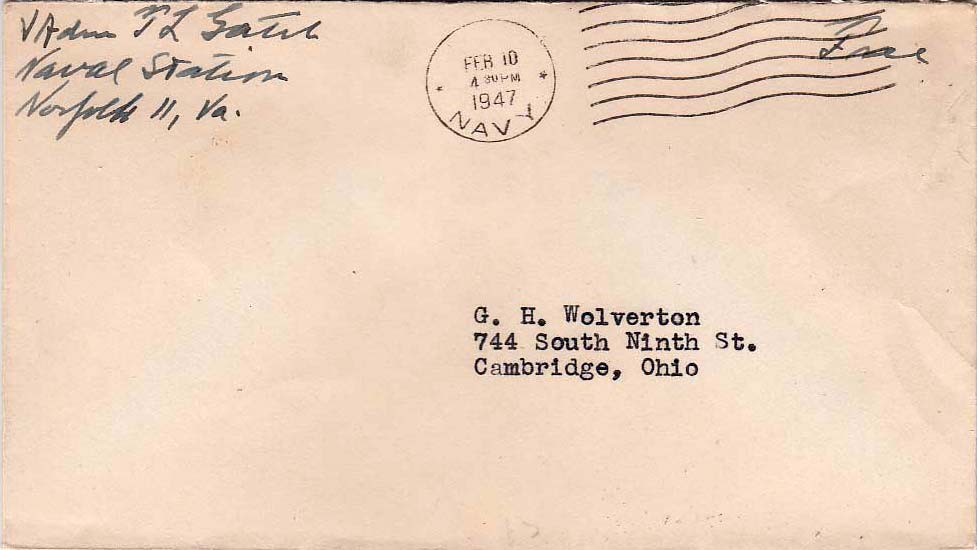 VAdm T L Gatch
Naval Station
Norfolk 11, Va.
FEB 10
4 30 PM
1947
NAVY
Free
G. H. Wolverton
744 South Ninth St.
Cambridge, Ohio